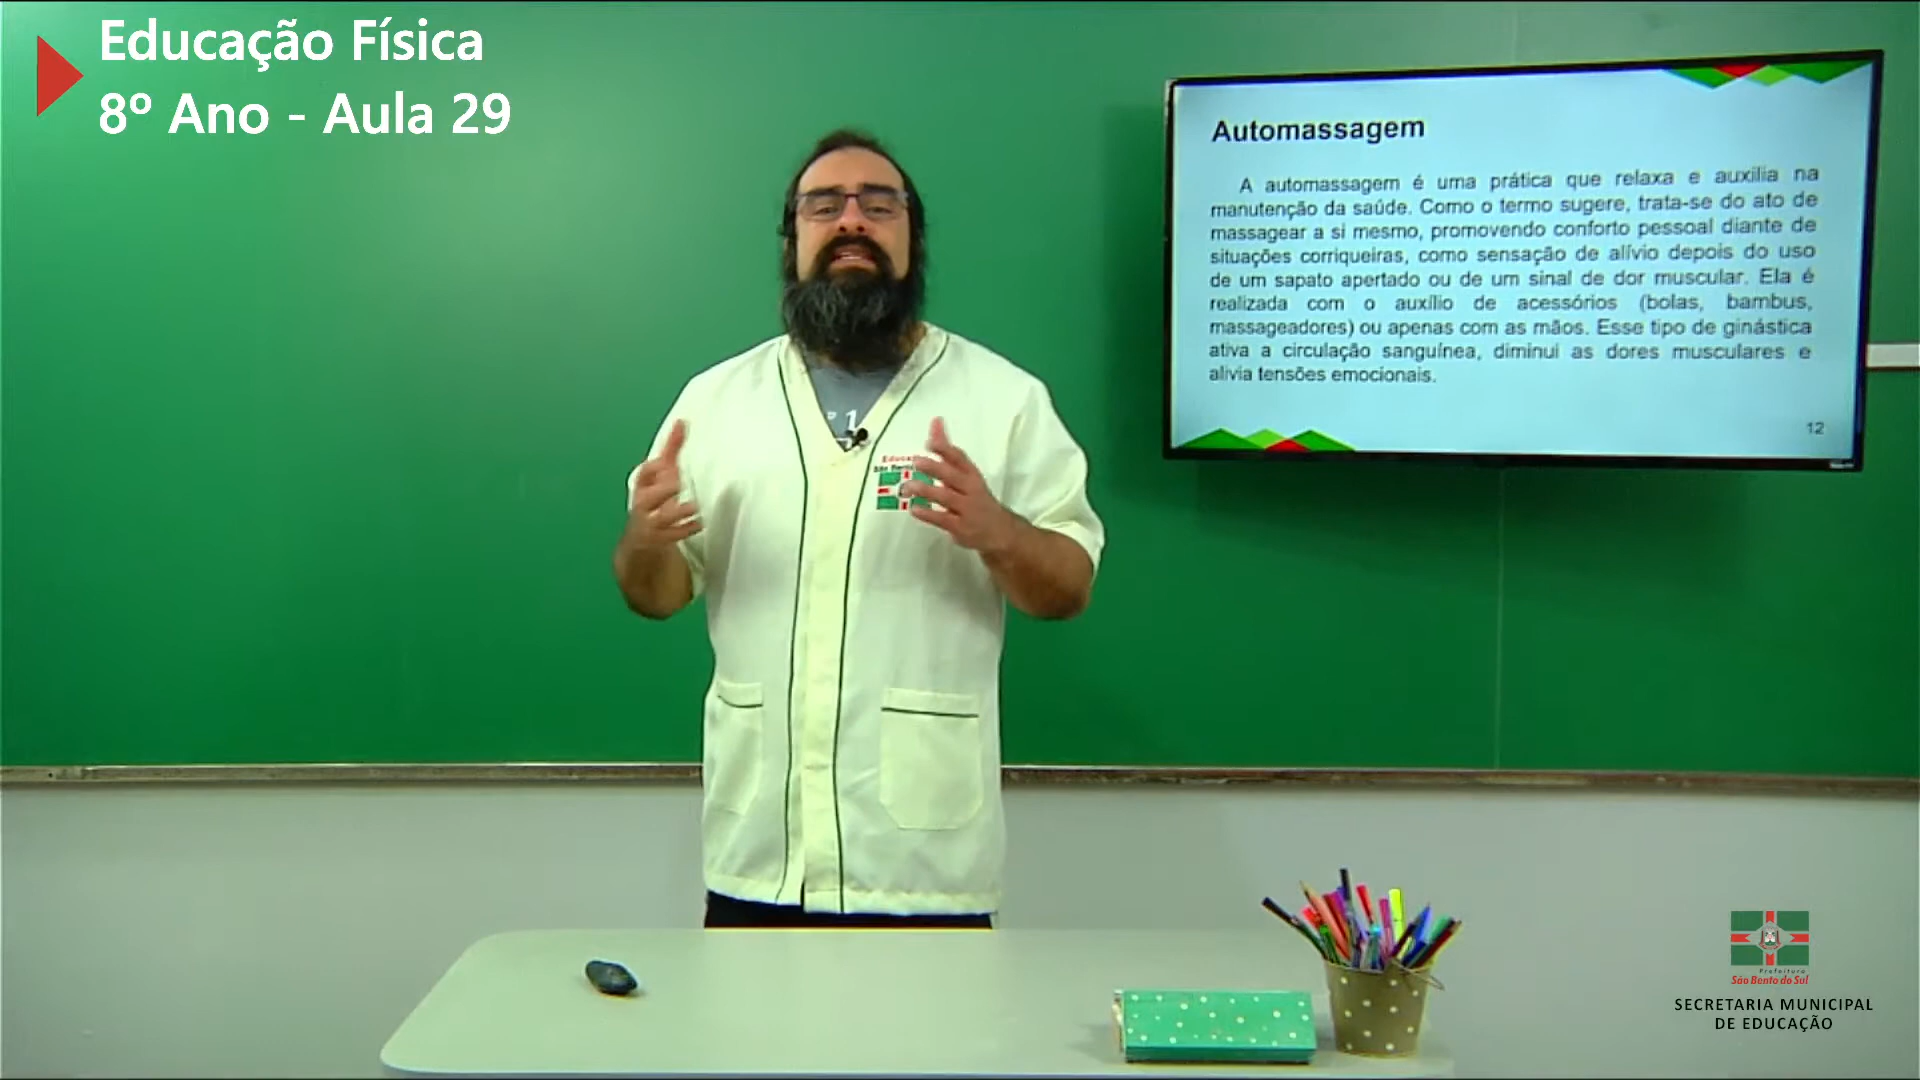 Educação Física
8º Ano - Aula 29
Automassagem
A automassagem é uma prática que relaxa e auxilia na
manutenção da saúde. Como o termo sugere, trata-se do ato de
massagear a si mesmo, promovendo conforto pessoal diante de
situações corriqueiras, como sensação de alívio depois do uso
de um sapato apertado ou de um sinal de dor muscular. Ela é
realizada com o auxílio de acessórios (bolas, bambus,
massageadores) ou apenas com as mãos. Esse tipo de ginástica
ativa a circulação sanguínea, diminui as dores musculares e
alivia tensões emocionais.
12
1
Prefeitura
São Bento do Sul
SECRETARIA MUNICIPAL
DE EDUCAÇÃO